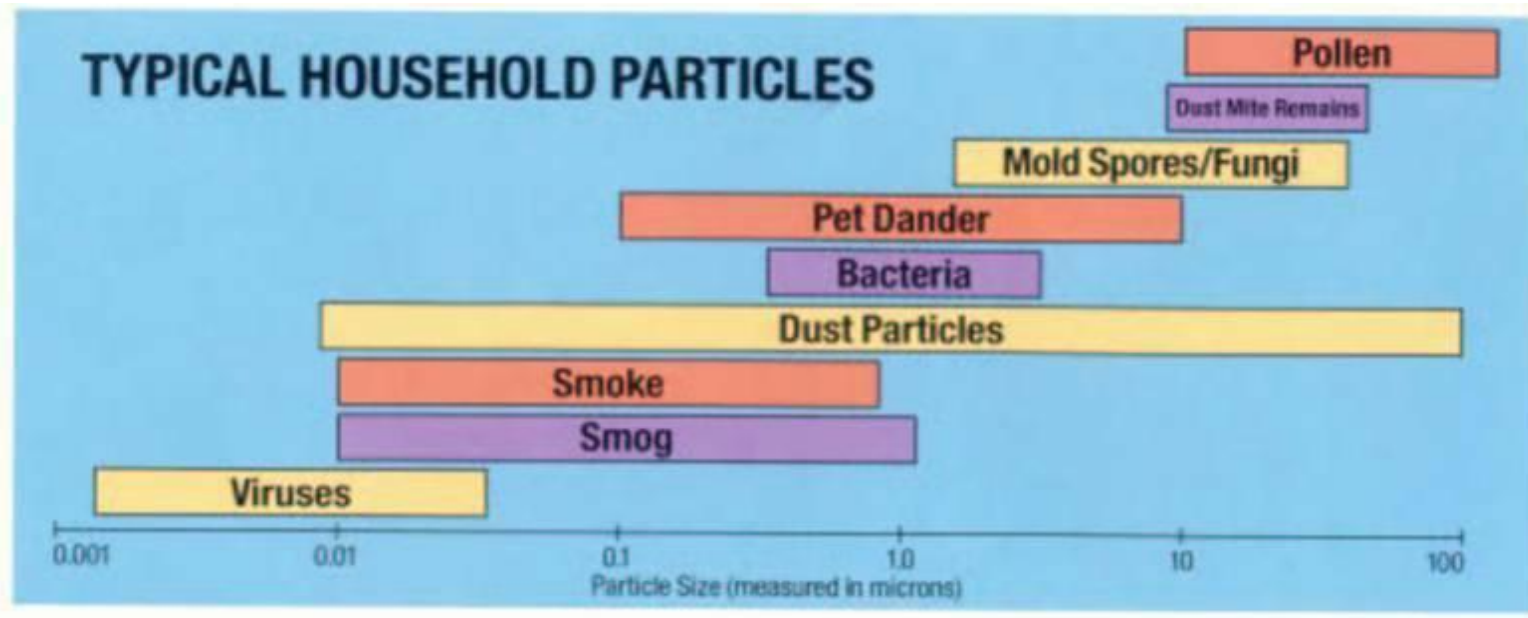 TYPICAL HOUSEHOLD PARTICLES
Pollen
Dust Mite Remains
Mold Spores/Fungi
Pet Dander
Bacteria
Dust Particles
Smoke
Smog
Viruses
0.001 0.01 0.1 1.0 10 100
Particle Size (measured in microns)